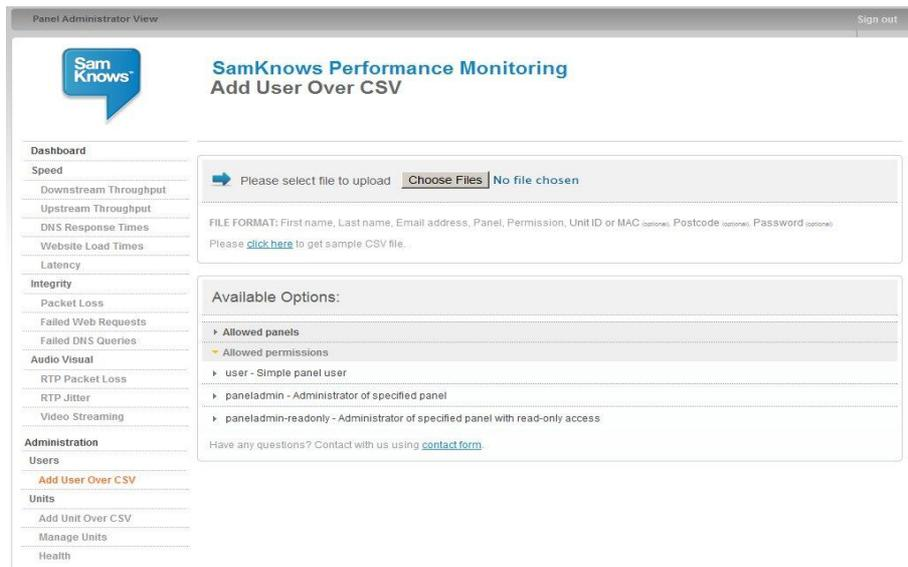 Panel Administrator View
Sign out
Sam
Knows™
SamKnows Performance Monitoring
Add User Over CSV
Dashboard
Speed
Downstream Throughput
Upstream Throughput
DNS Response Times
Website Load Times
Latency
Integrity
Packet Loss
Failed Web Requests
Failed DNS Queries
Audio Visual
RTP Packet Loss
RTP Jitter
Video Streaming
Administration
Users
Add User Over CSV
Units
Add Unit Over CSV
Manage Units
Health
Please select file to upload Choose Files No file chosen
FILE FORMAT: First name, Last name, Email address, Panel, Permission, Unit ID or MAC (optional), Postcode (optional), Password (optional)
Please click here to get sample CSV file.
Available Options:
Allowed panels
Allowed permissions
user - Simple panel user
paneladmin - Administrator of specified panel
paneladmin-readonly - Administrator of specified panel with read-only access
Have any questions? Contact with us using contact form.